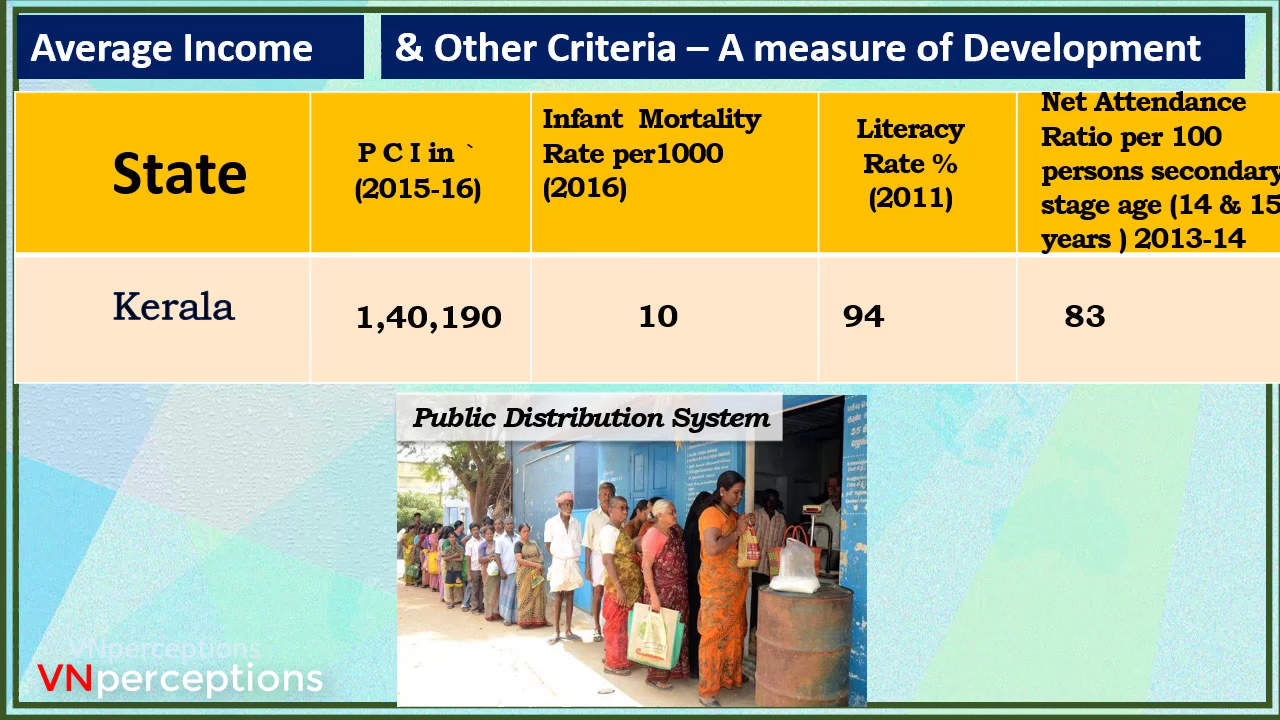 Average Income
& Other Criteria – A measure of Development
State
P C I in `
(2015-16)
Infant Mortality
Rate per1000
(2016)
Literacy
Rate %
(2011)
Net Attendance
Ratio per 100
persons secondary
stage age (14 & 15
years ) 2013-14
Kerala
1,40,190
10
94
83
Public Distribution System
VNperceptions
VNperceptions